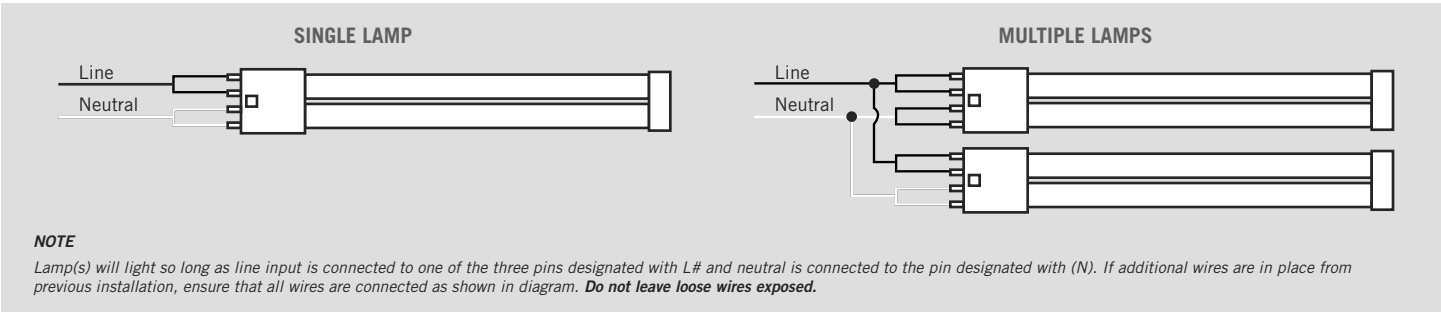 SINGLE LAMP
Line
Neutral
MULTIPLE LAMPS
Line
Neutral
NOTE
Lamp(s) will light so long as line input is connected to one of the three pins designated with L# and neutral is connected to the pin designated with (N). If additional wires are in place from
previous installation, ensure that all wires are connected as shown in diagram. Do not leave loose wires exposed.